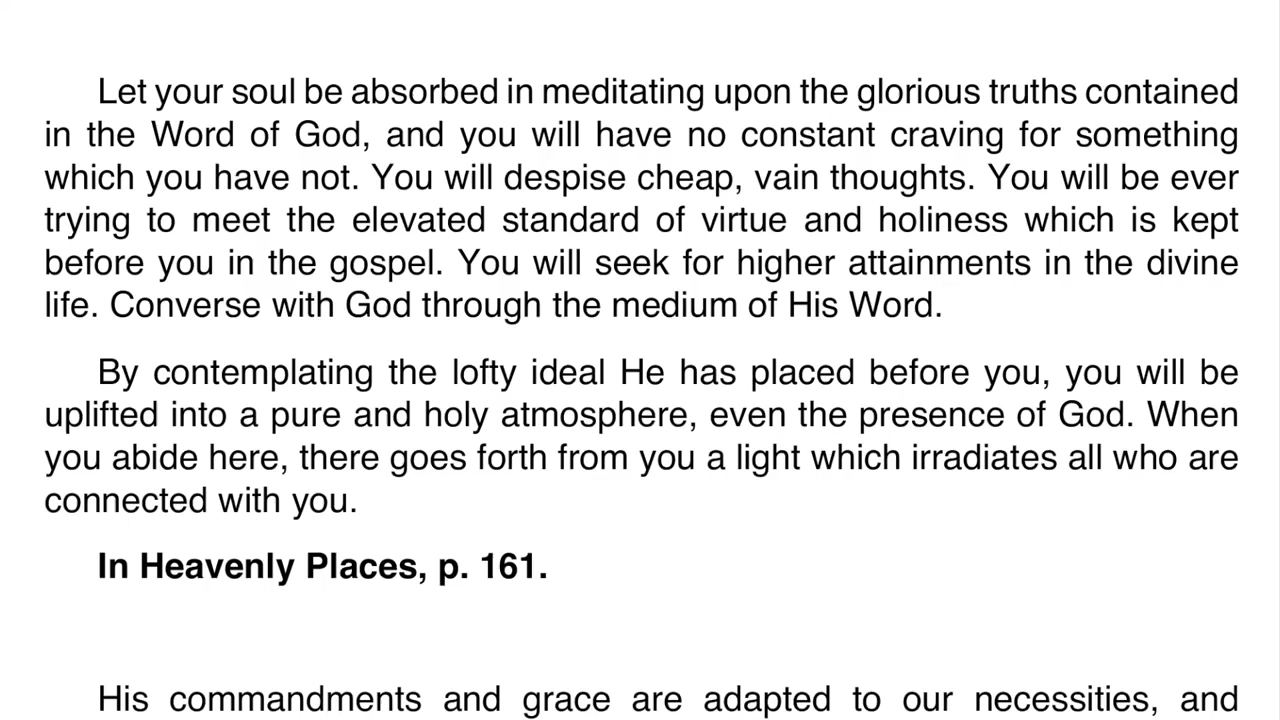 Let your soul be absorbed in meditating upon the glorious truths contained
in the Word of God, and you will have no constant craving for something
which you have not. You will despise cheap, vain thoughts. You will be ever
trying to meet the elevated standard of virtue and holiness which is kept
before you in the gospel. You will seek for higher attainments in the divine
life. Converse with God through the medium of His Word.
By contemplating the lofty ideal He has placed before you, you will be
uplifted into a pure and holy atmosphere, even the presence of God. When
you abide here, there goes forth from you a light which irradiates all who are
connected with you.
In Heavenly Places, p. 161.
His commandments and grace are adapted to our necessities, and